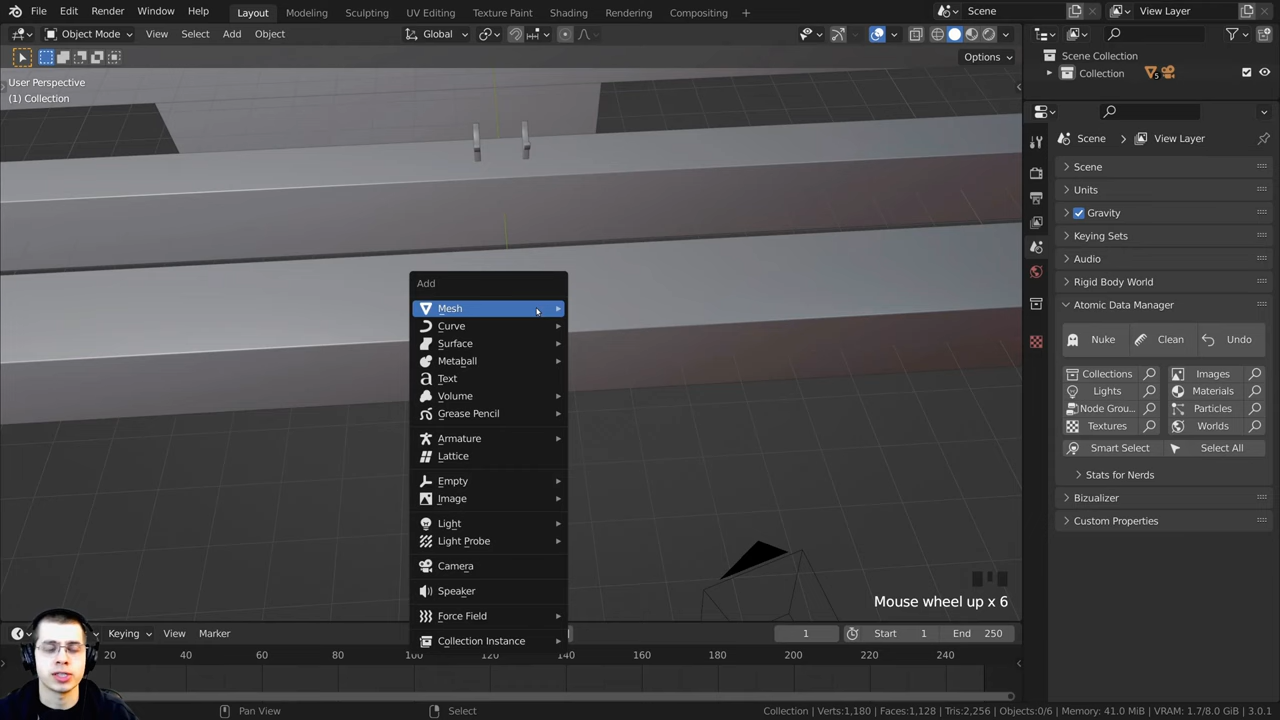 File Edit Render Window Help Layout Modeling Sculpting UV Editing Texture Paint Shading Rendering Compositing Scene View Layer
Object Mode View Select Add Object Global
Options
User Perspective
(1) Collection
Scene Collection
Collection 5
Scene View Layer
Scene
Units
Gravity
Keying Sets
Audio
Rigid Body World
Atomic Data Manager
Nuke Clean Undo
Collections Images
Lights Materials
Node Grou... Particles
Textures Worlds
Smart Select Select All
Stats for Nerds
Bizualizer
Custom Properties
Add
Mesh
Curve
Surface
Metaball
Text
Volume
Grease Pencil
Armature
Lattice
Empty
Image
Light
Light Probe
Camera
Speaker
Force Field
Collection Instance
Mouse wheel up x 6
Keying View Marker 1 Start 1 End 250
20 40 60 80 100 120 140 160 180 200 220 240
Pan View Select Collection | Verts:1,180 | Faces:1,128 | Tris:2,256 | Objects:0/6 | Memory: 41.0 MiB | VRAM: 1.7/8.0 GiB | 3.0.1